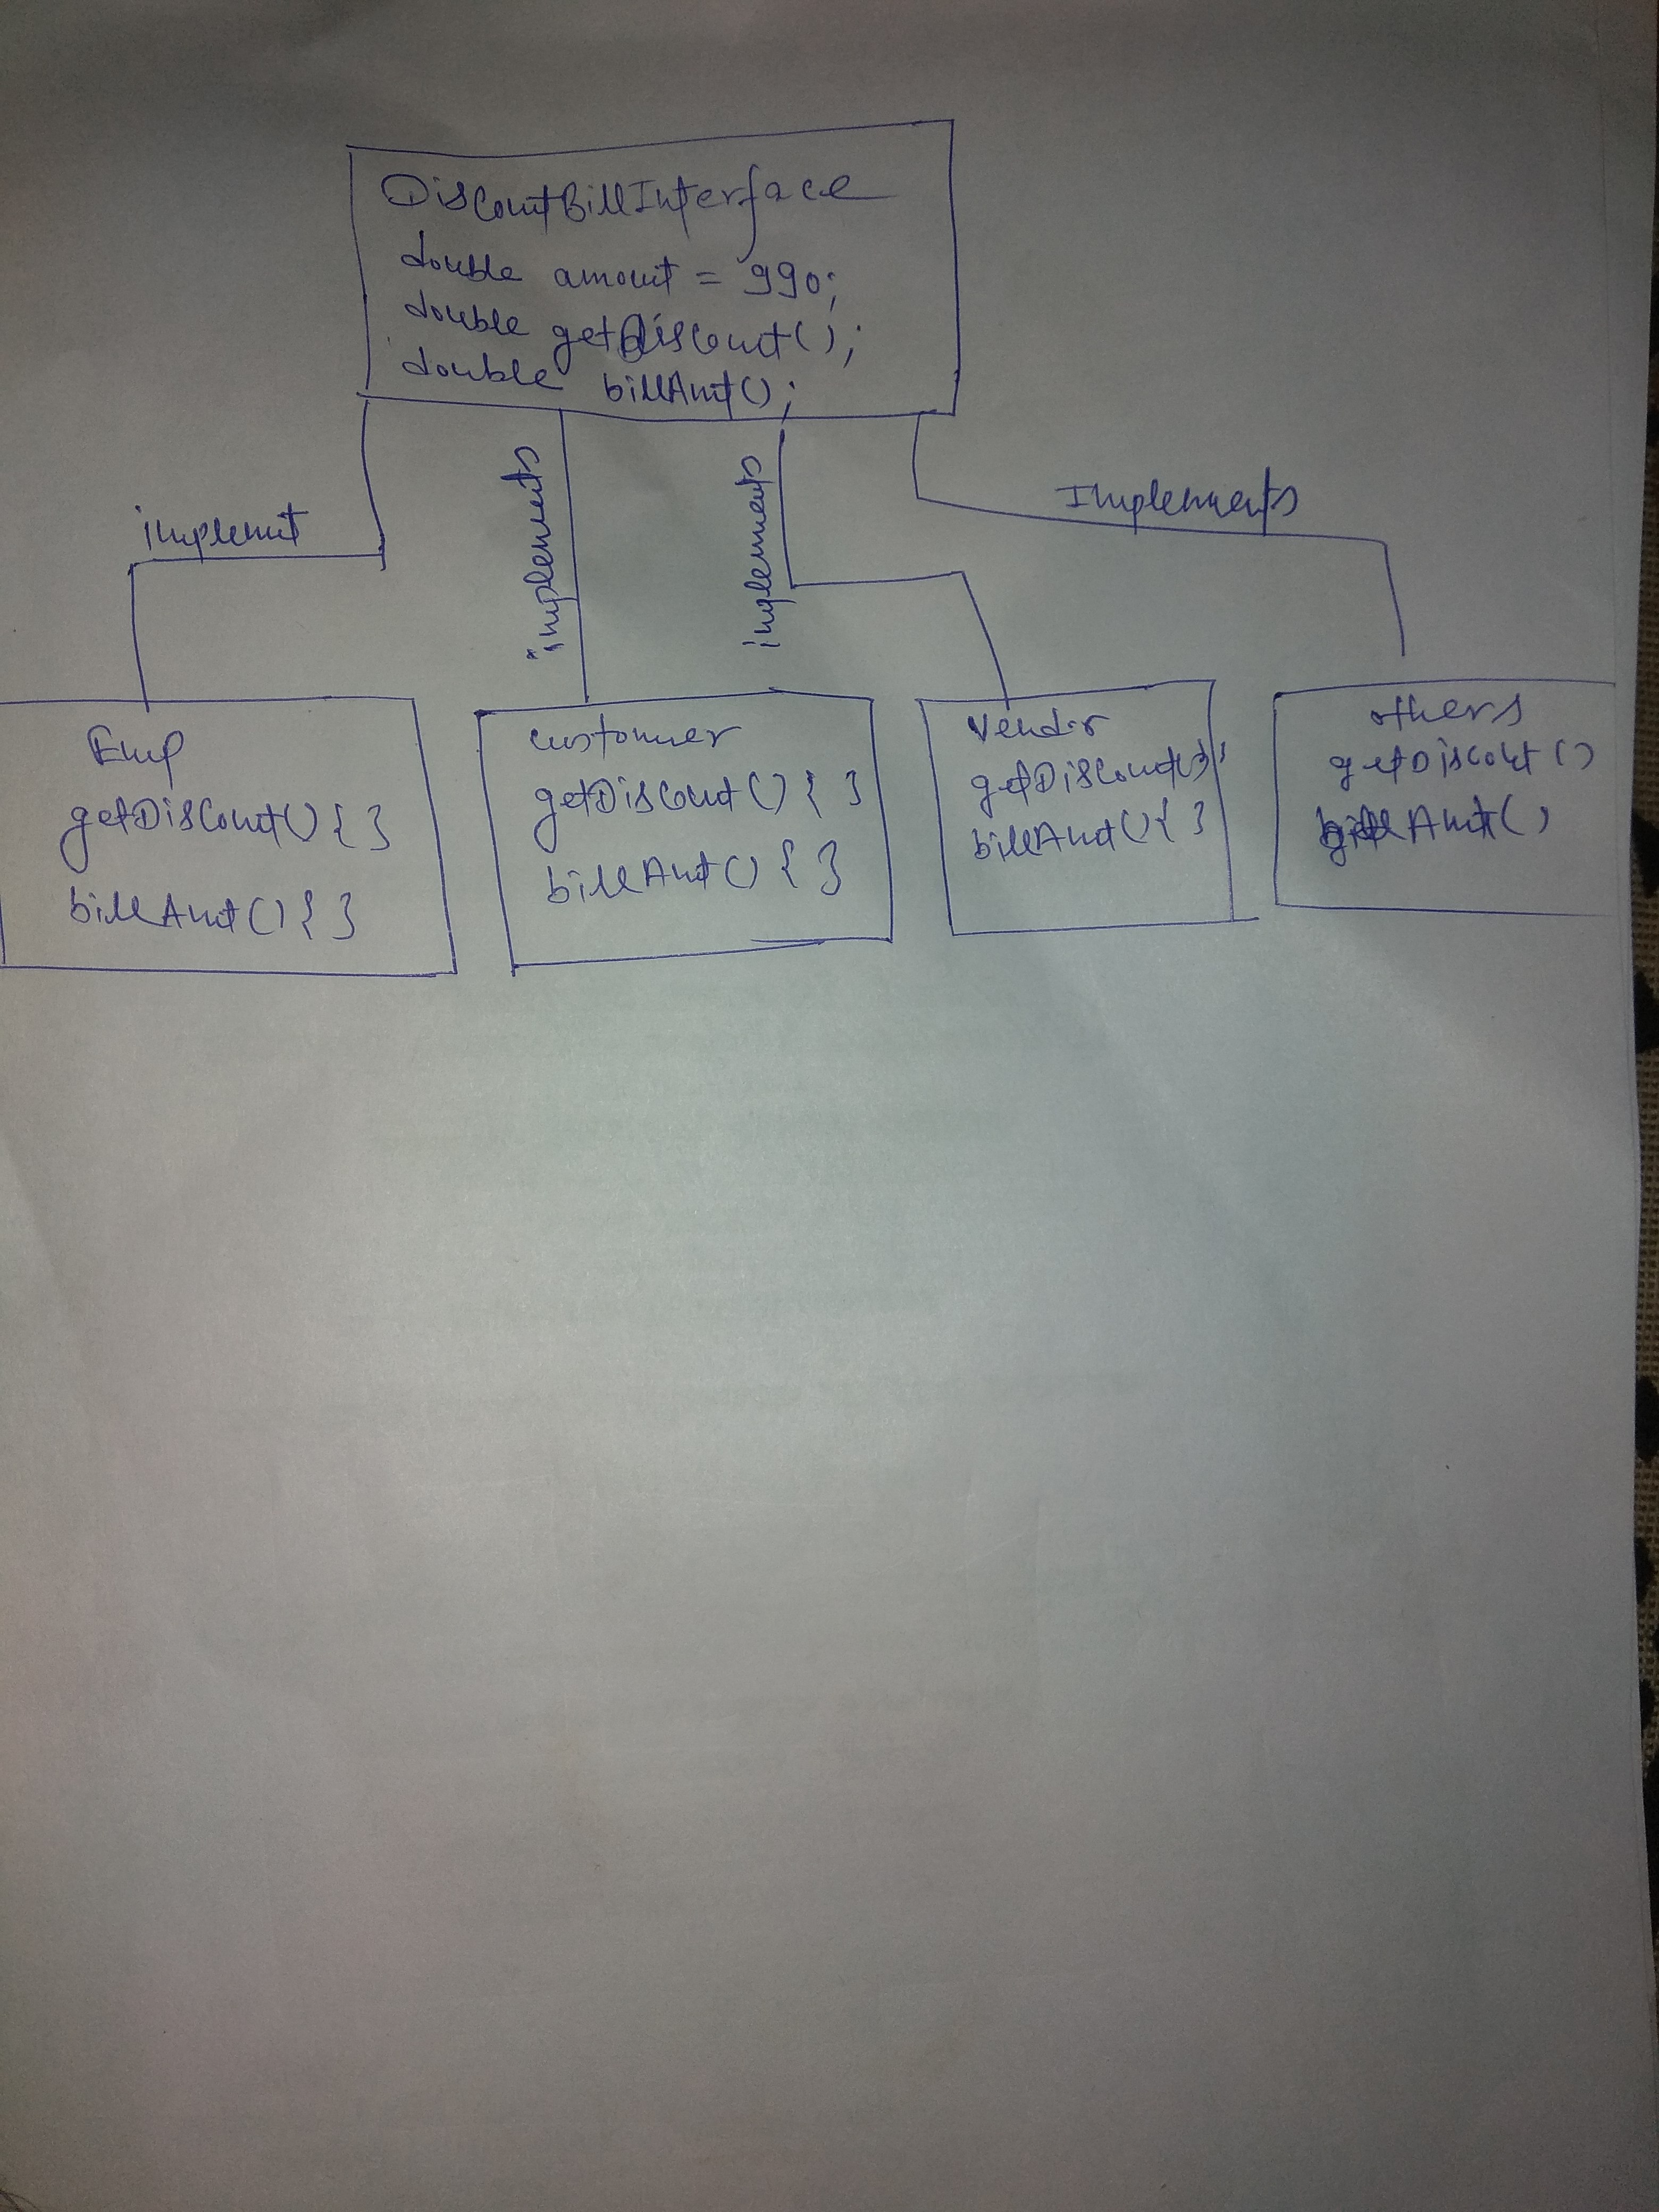 DiscountBillInterface
double amount = 990;
double getDiscount();
double billAmt();
implement
implements
implements
Implements
Emp
getDiscount() { }
billAmt() { }
customer
getDiscount() { }
billAmt() { }
Vendor
getDiscount()
billAmt() { }
others
getDiscount()
billAmt()